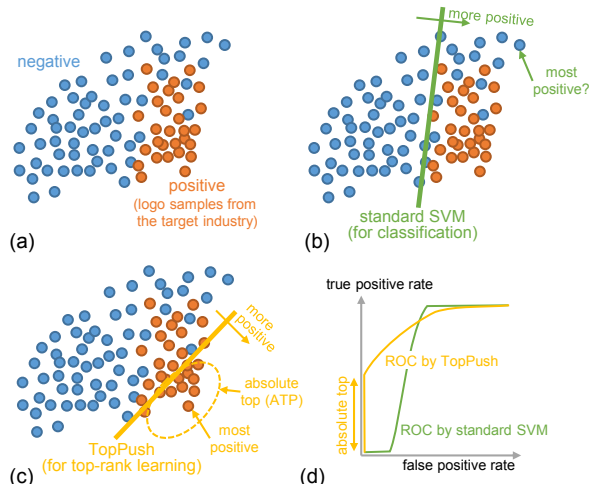 negative
positive
(logo samples from
the target industry)
(a)
more positive
most
positive?
standard SVM
(for classification)
(b)
more
positive
absolute
top (ATP)
most
positive
TopPush
(for top-rank learning)
(c)
true positive rate
ROC by TopPush
absolute top
ROC by standard SVM
false positive rate
(d)